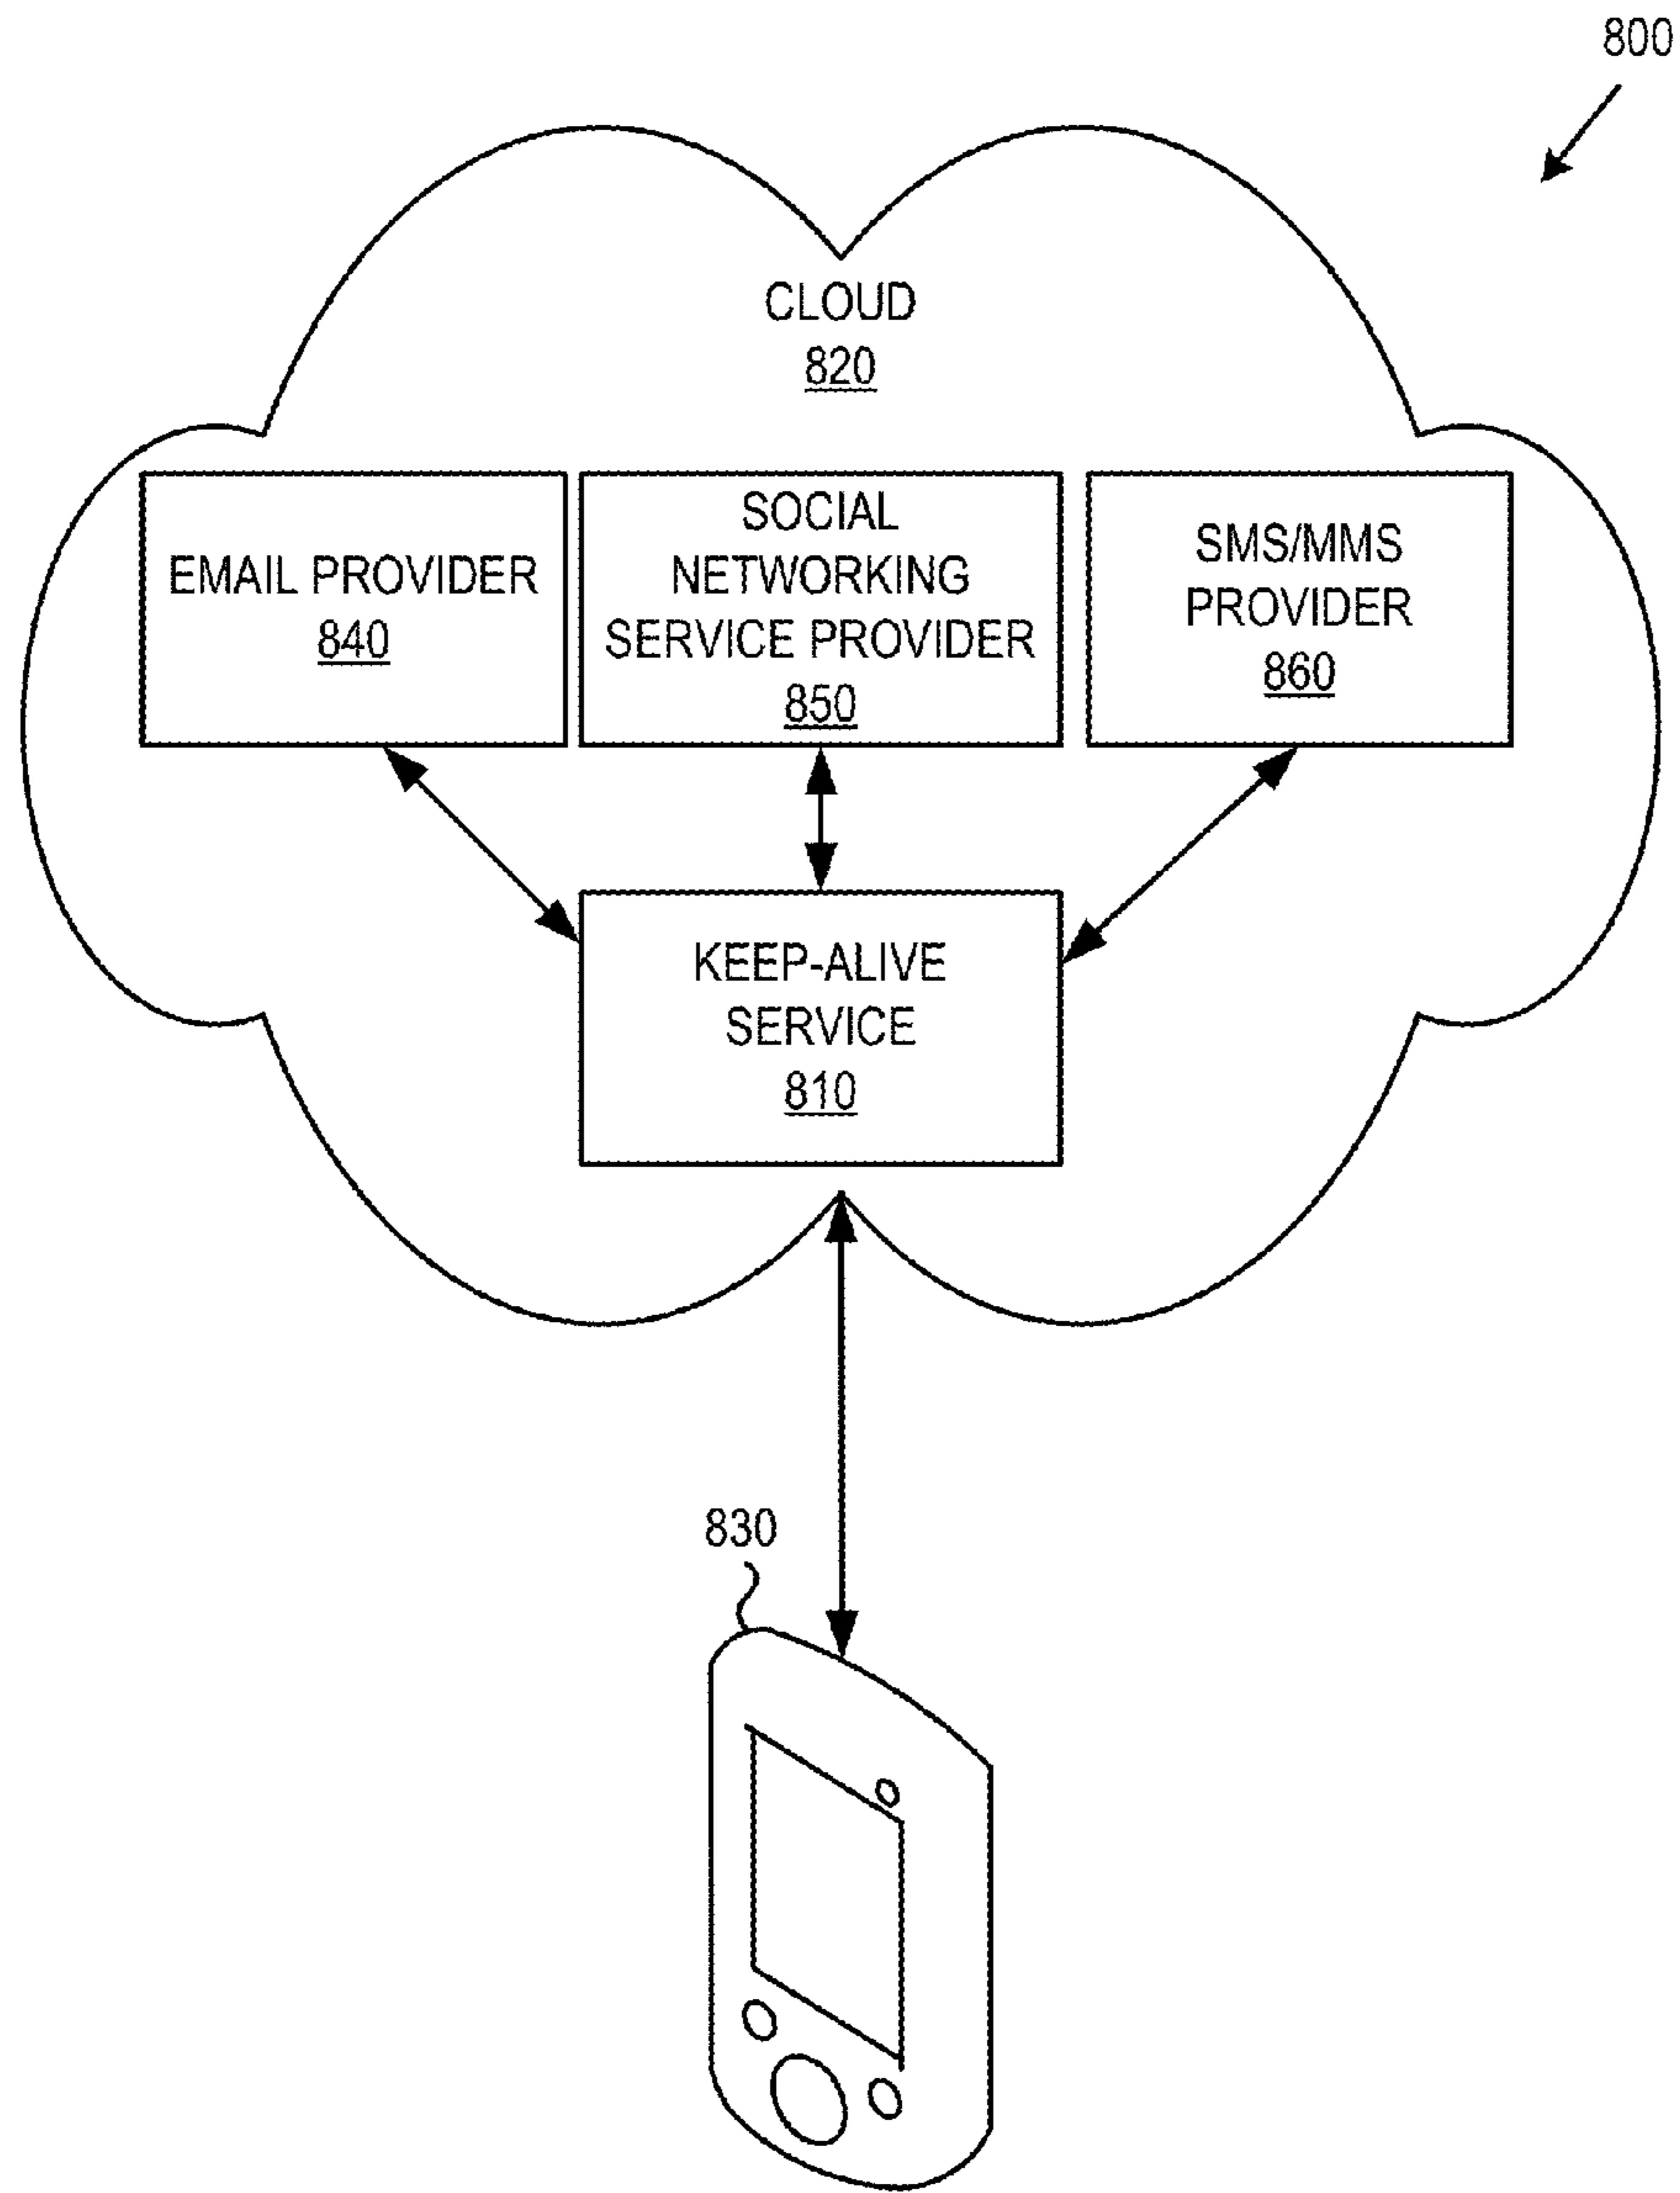 800
CLOUD
820
EMAIL PROVIDER
840
SOCIAL
NETWORKING
SERVICE PROVIDER
850
SMS/MMS
PROVIDER
860
KEEP-ALIVE
SERVICE
810
830